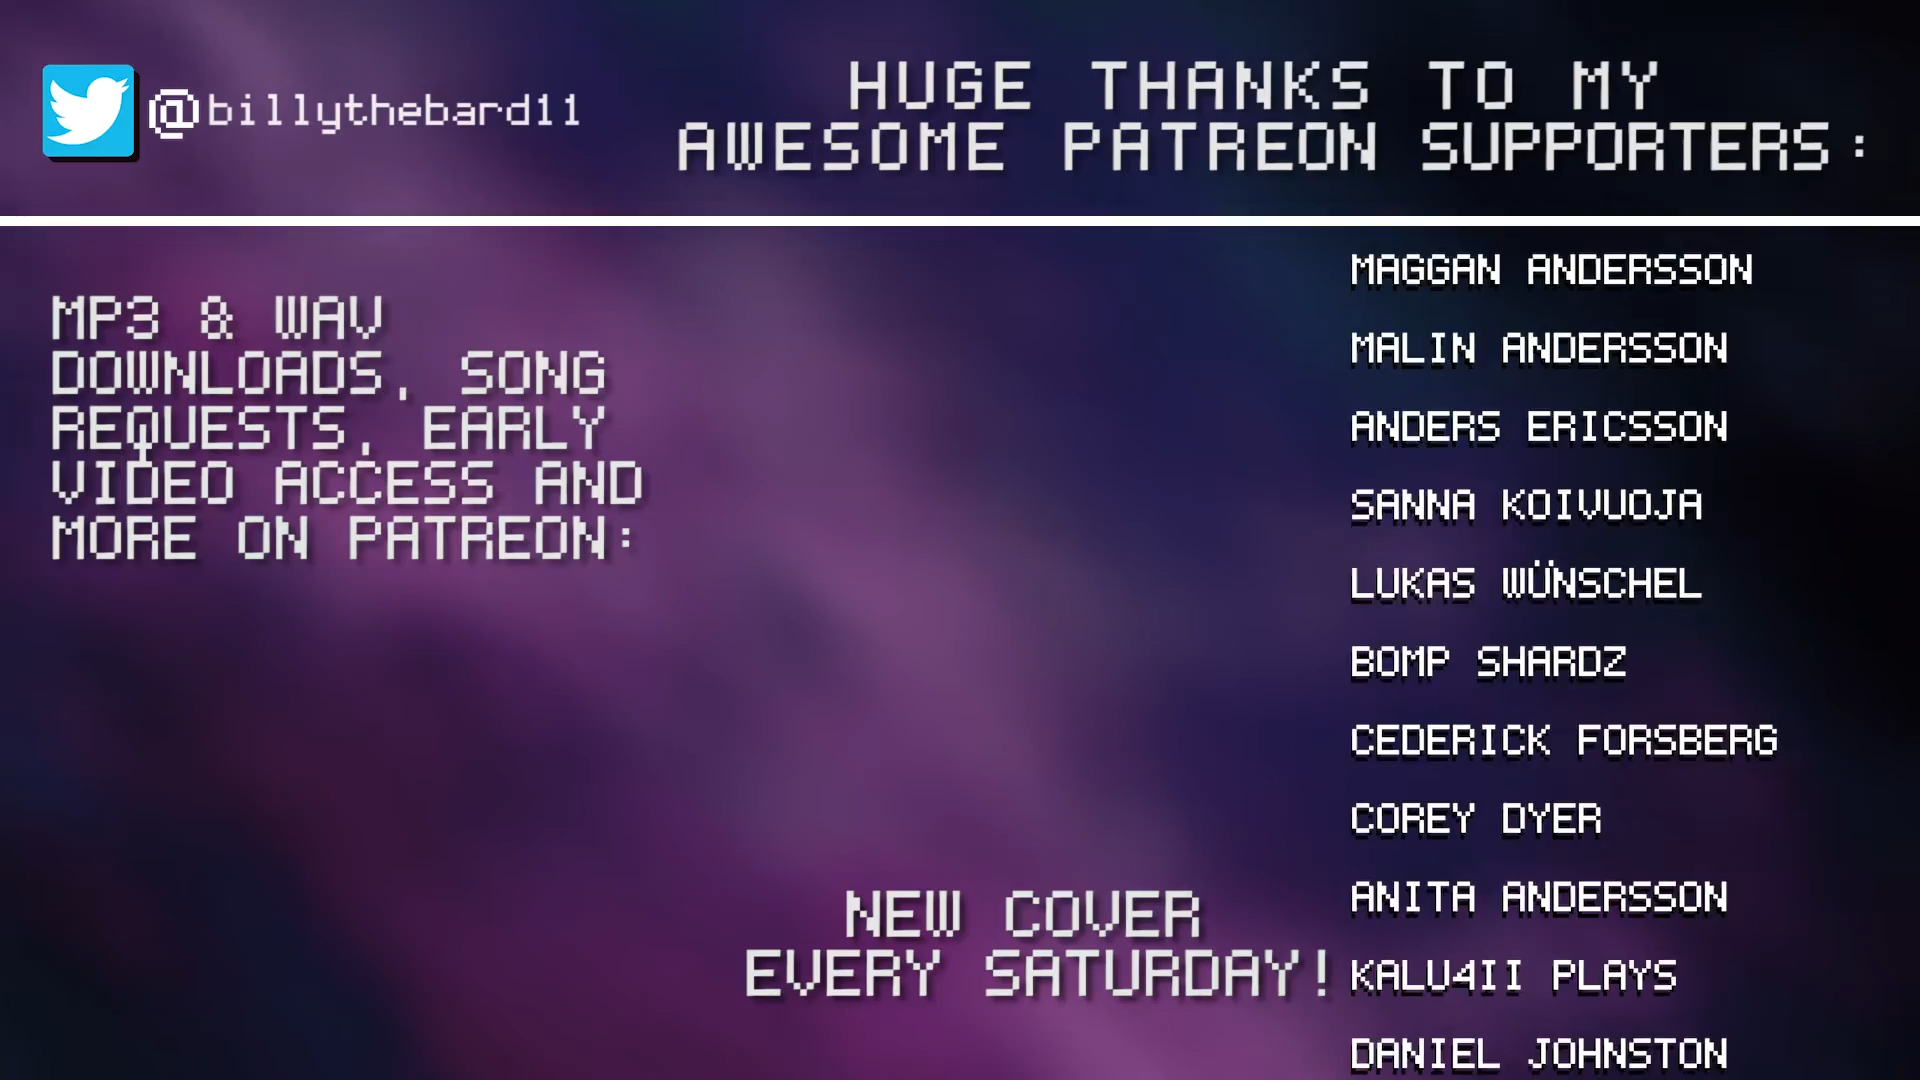 @billythebard11
HUGE THANKS TO MY
AWESOME PATREON SUPPORTERS:
MP3 & WAV
DOWNLOADS, SONG
REQUESTS, EARLY
VIDEO ACCESS AND
MORE ON PATREON:
NEW COVER
EVERY SATURDAY!
MAGGAN ANDERSSON
MALIN ANDERSSON
ANDERS ERICSSON
SANNA KOIVUOJA
LUKAS WÜNSCHEL
BOMP SHARDZ
CEDERICK FORSBERG
COREY DYER
ANITA ANDERSSON
KALU4II PLAYS
DANIEL JOHNSTON